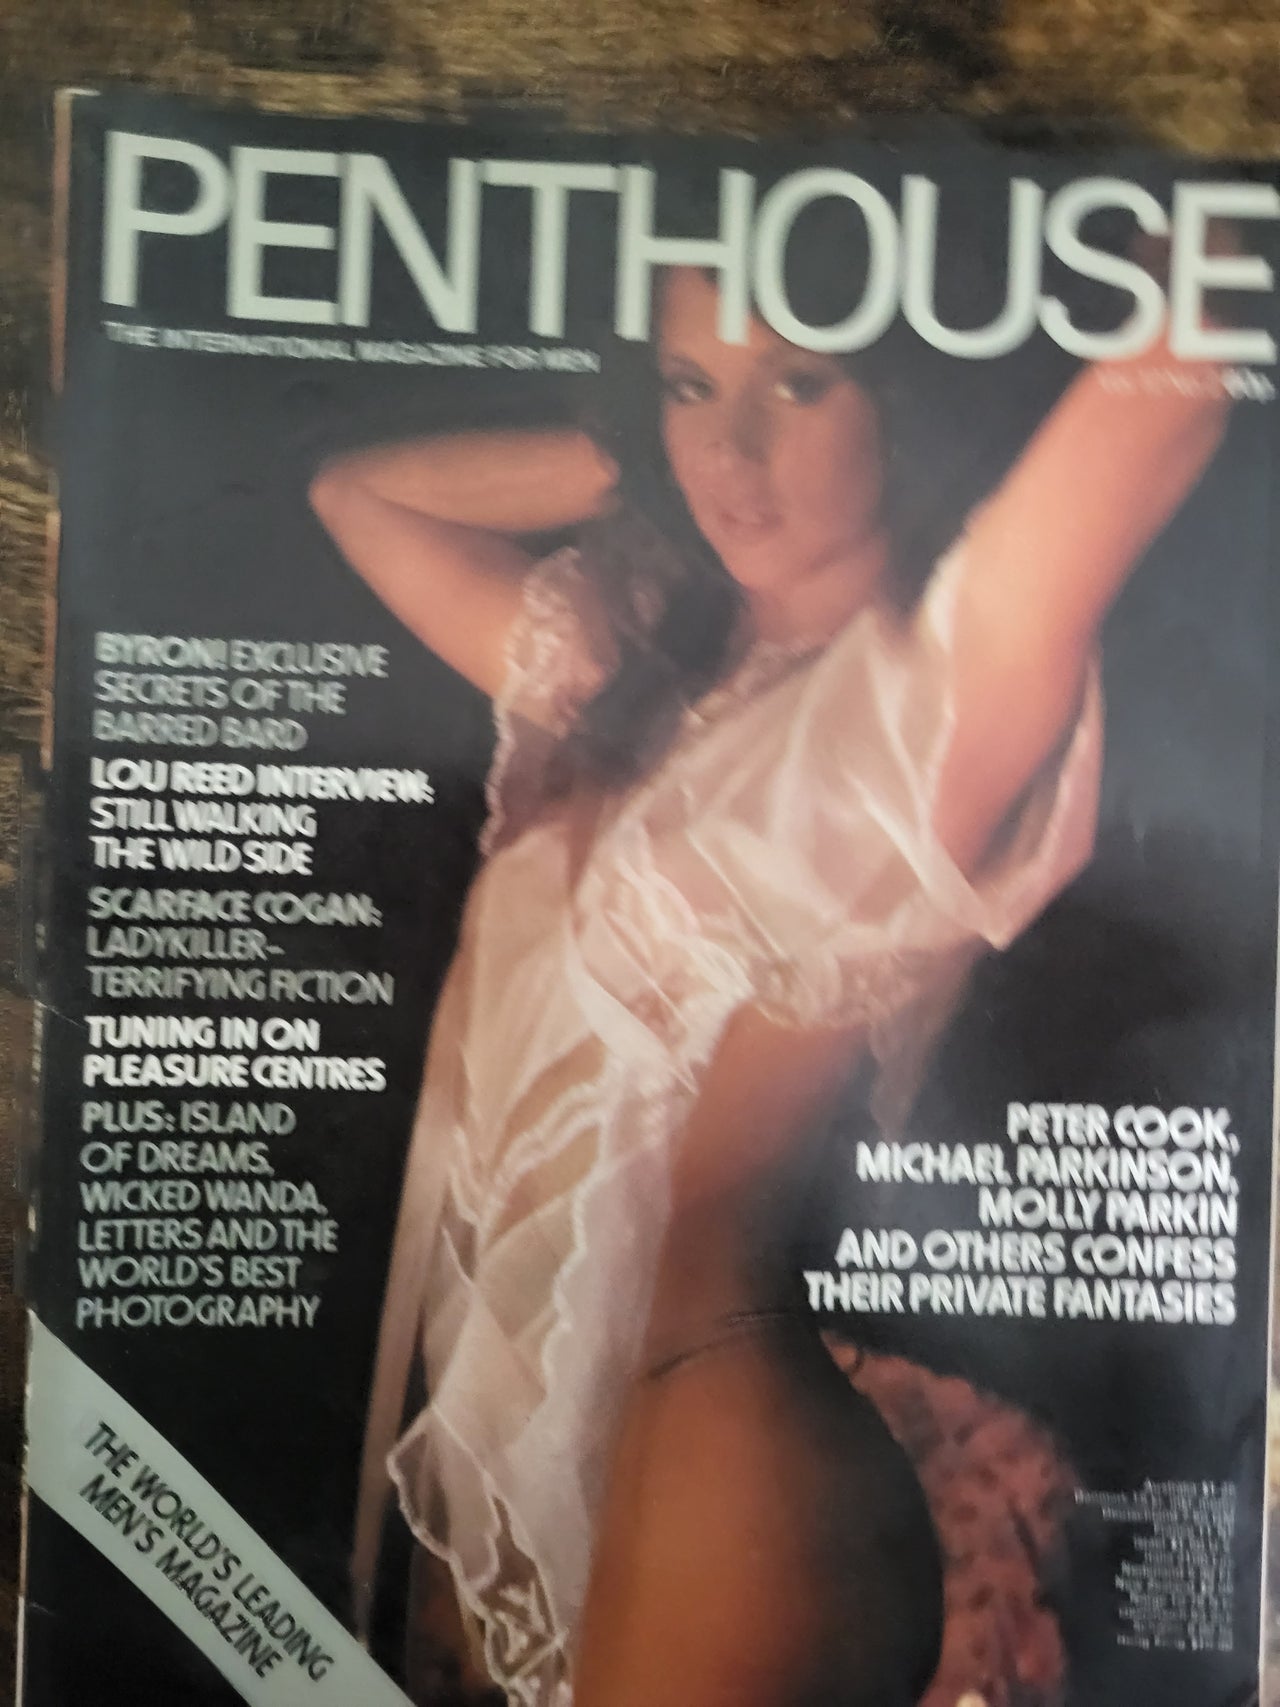 PENTHOUSE
THE INTERNATIONAL MAGAZINE FOR MEN
BYRON! EXCLUSIVE
SECRETS OF THE
BARRED BARD
LOU REED INTERVIEW:
STILL WALKING
THE WILD SIDE
SCARFACE COGAN:
LADYKILLER–
TERRIFYING FICTION
TUNING IN ON
PLEASURE CENTRES
PLUS: ISLAND
OF DREAMS,
WICKED WANDA,
LETTERS AND THE
WORLD'S BEST
PHOTOGRAPHY
PETER COOK,
MICHAEL PARKINSON,
MOLLY PARKIN
AND OTHERS CONFESS
THEIR PRIVATE FANTASIES
THE WORLD'S LEADING
MEN'S MAGAZINE